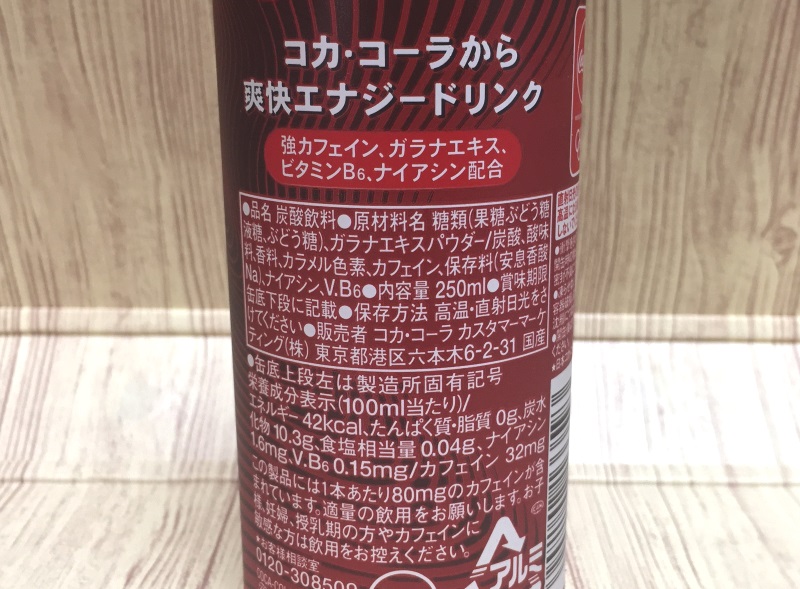 コカ・コーラから
爽快エナジードリンク
強カフェイン、ガラナエキス、
ビタミンB6、ナイアシン配合
●品名 炭酸飲料●原材料名 糖類(果糖ぶどう糖
液糖、ぶどう糖)、ガラナエキスパウダー/炭酸、酸味
料、香料、カラメル色素、カフェイン、保存料(安息香酸
Na)、ナイアシン、V.B6●内容量 250ml●賞味期限
缶底下段に記載●保存方法 高温・直射日光をさ
けてください●販売者 コカ・コーラ カスタマーマーケ
ティング(株) 東京都港区六本木6-2-31 国産
●缶底上段左は製造所固有記号
栄養成分表示(100ml当たり)/
エネルギー 42kcal、たんぱく質・脂質 0g、炭水
化物 10.3g、食塩相当量 0.04g、ナイアシン
1.6mg、V.B6 0.15mg/カフェイン 32mg
この製品には1本あたり80mgのカフェインが含
まれています。適量の飲用をお願いします。お子
様、妊婦、授乳期の方やカフェインに
敏感な方は飲用をお控えください。
●お客様相談室
0120-308509
アルミ